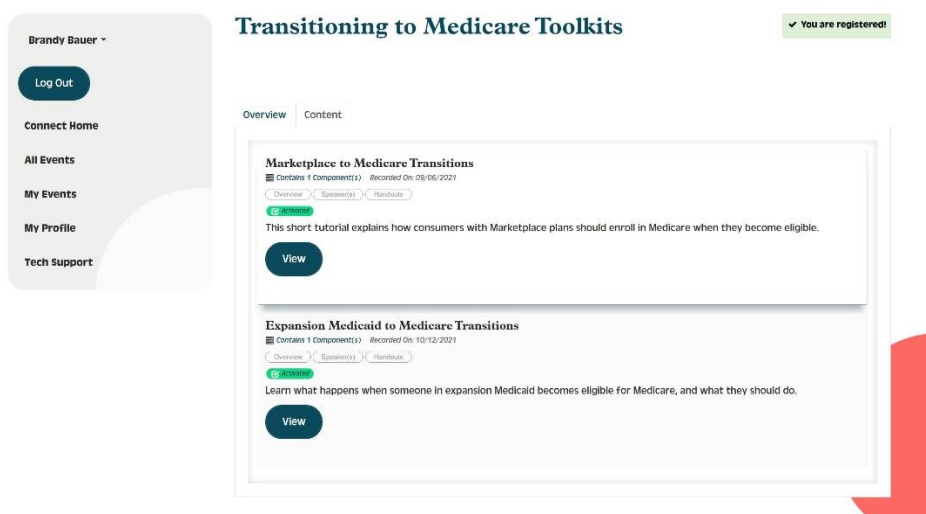 Brandy Bauer
Log Out
Connect Home
All Events
My Events
My Profile
Tech Support
Transitioning to Medicare Toolkits
✔ You are registered!
Overview
Content
Marketplace to Medicare Transitions
Contains 1 Component(s) Recorded On: 09/06/2021
Overview Speaker(s) Handouts
Activated
This short tutorial explains how consumers with Marketplace plans should enroll in Medicare when they become eligible.
View
Expansion Medicaid to Medicare Transitions
Contains 1 Component(s) Recorded On: 10/12/2021
Overview Speaker(s) Handouts
Activated
Learn what happens when someone in expansion Medicaid becomes eligible for Medicare, and what they should do.
View